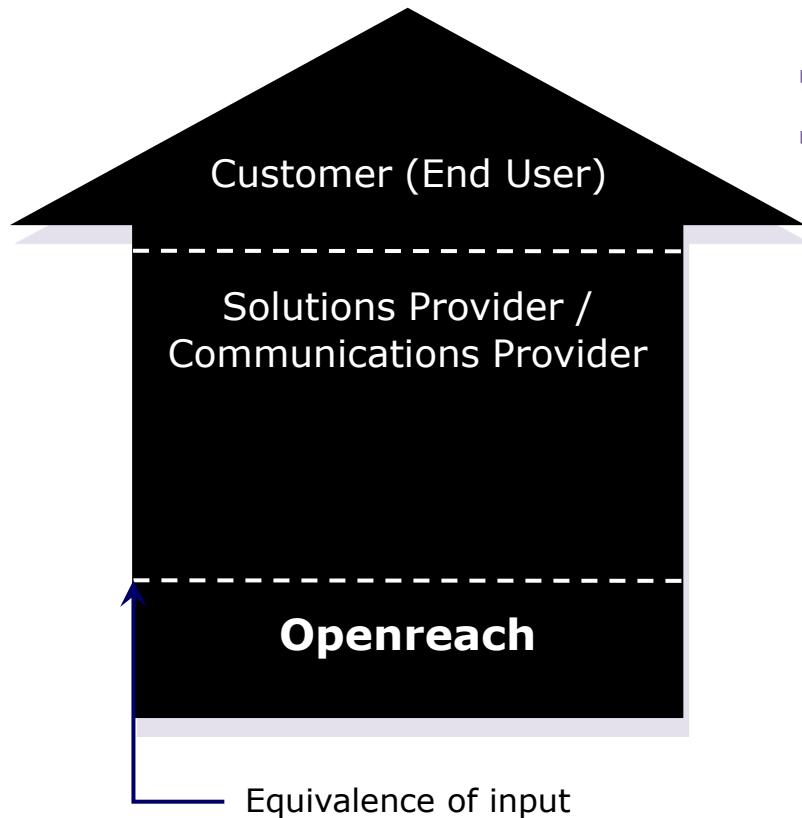 Customer (End User)
Solutions Provider /
Communications Provider
Openreach
Equivalence of input